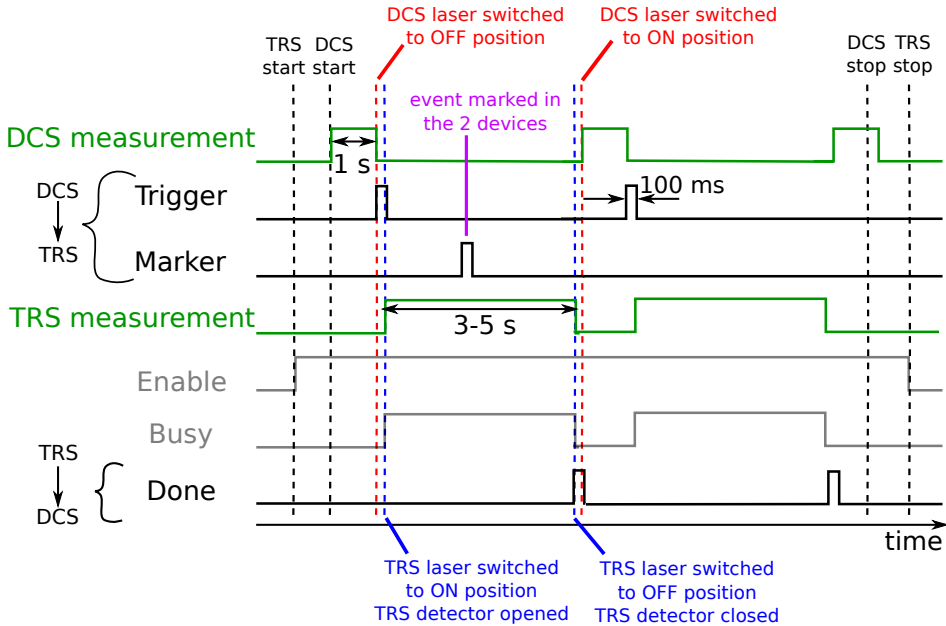 DCS laser switched
to OFF position
DCS laser switched
to ON position
TRS
start
DCS
start
DCS
stop
TRS
stop
event marked in
the 2 devices
DCS measurement
1 s
DCS
TRS
Trigger
100 ms
Marker
TRS measurement
3-5 s
Enable
Busy
TRS
DCS
Done
time
TRS laser switched
to ON position
TRS detector opened
TRS laser switched
to OFF position
TRS detector closed